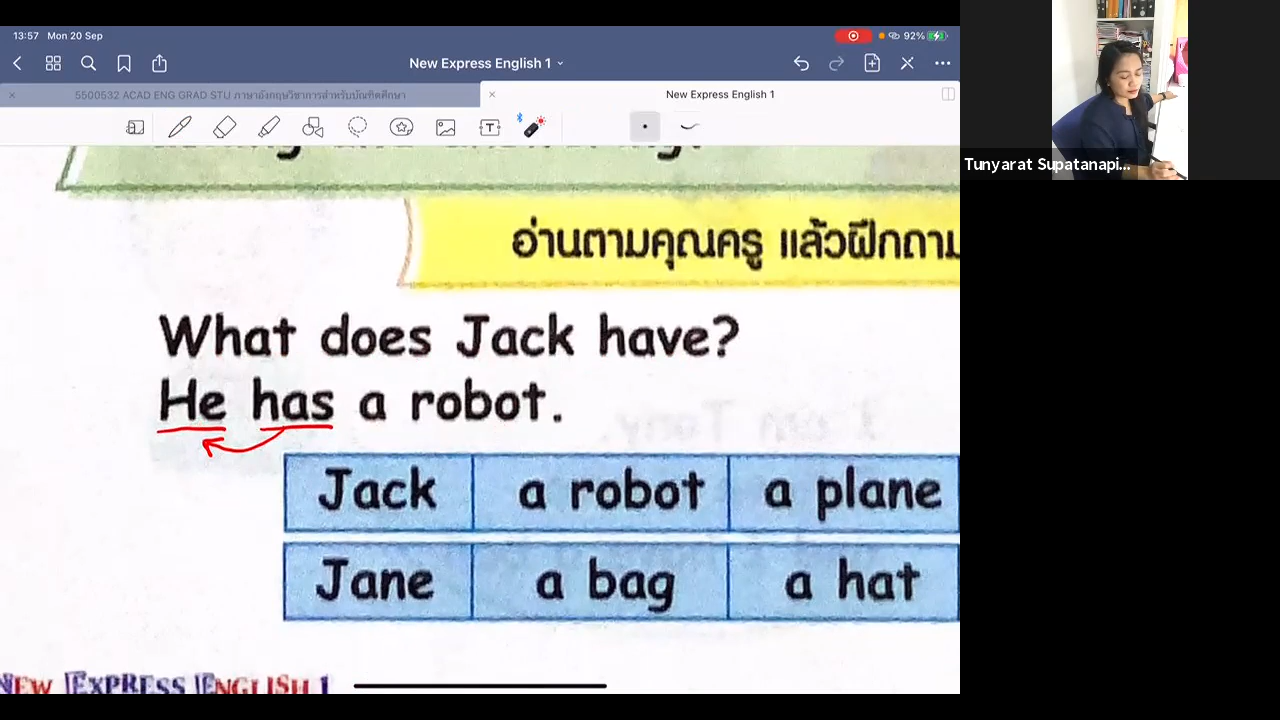 13:57 Mon 20 Sep
92%
New Express English 1
5500532 ACAD ENG GRAD STU ภาษาอังกฤษวิชาการสำหรับบัณฑิตศึกษา
New Express English 1
Tunyarat Supatanapi...
อ่านตามคุณครู แล้วฝึกถาม
What does Jack have?
He has a robot.
Jack a robot a plane
Jane a bag a hat
NEW EXPRESS ENGLISH 1